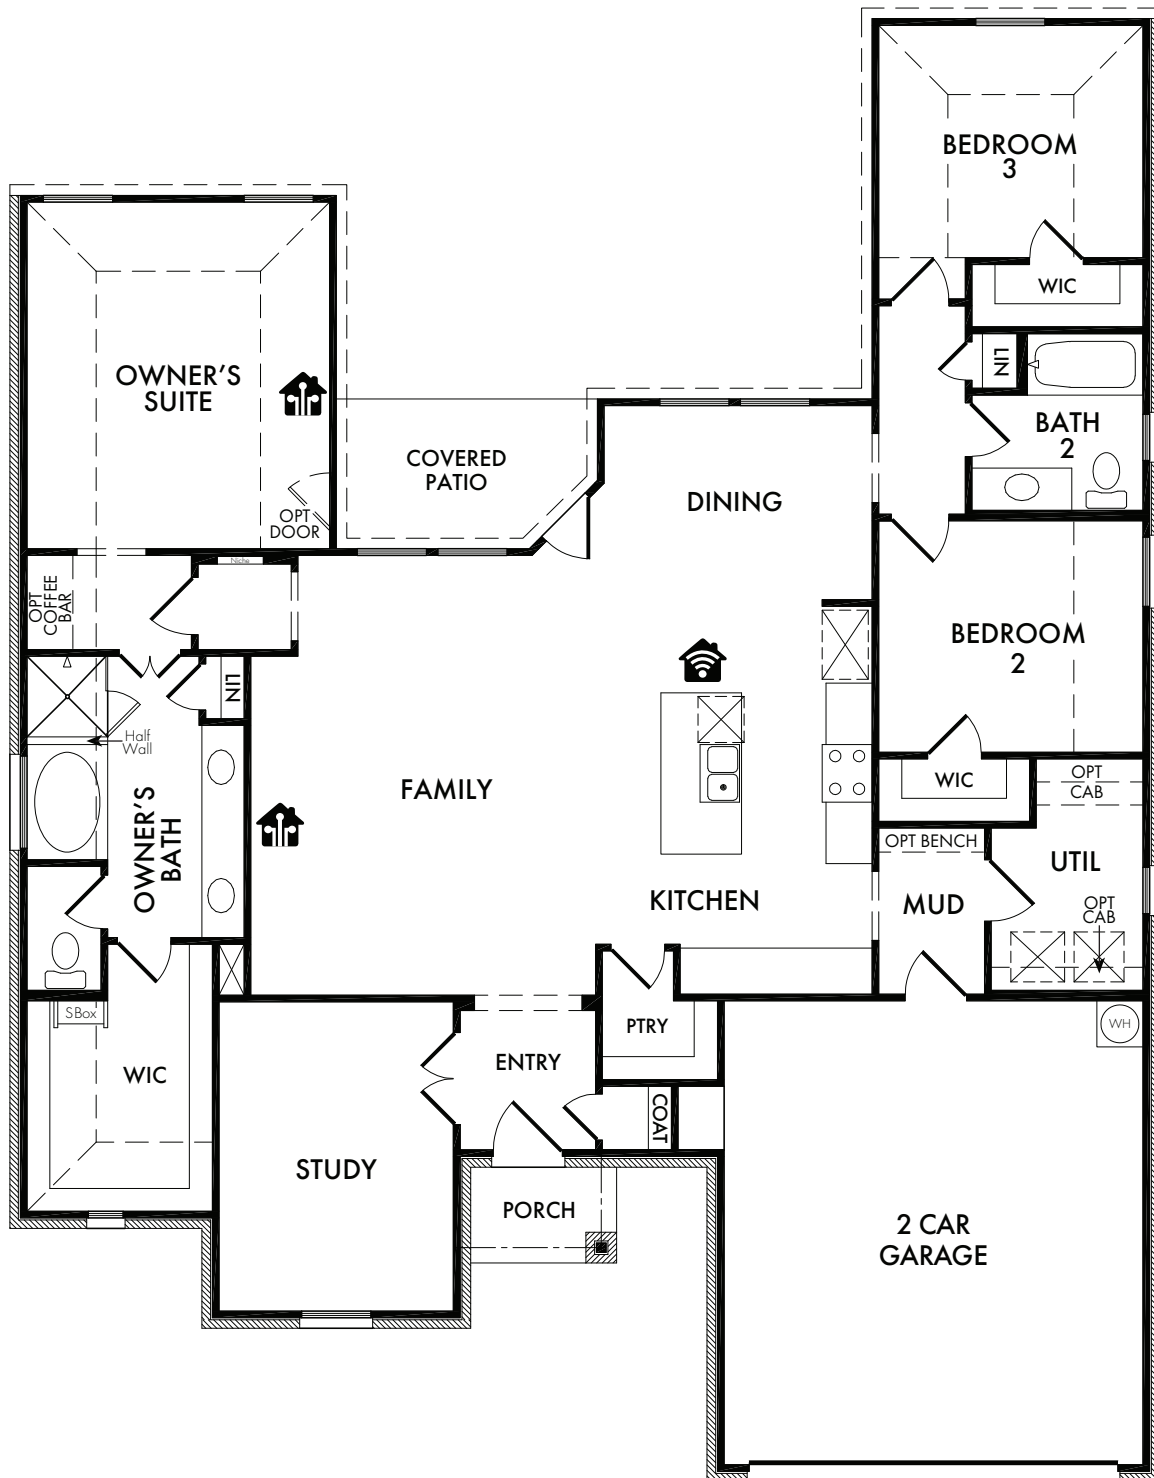 BEDROOM
3
WIC
OWNER'S
SUITE
LIN
BATH
2
COVERED
PATIO
DINING
OPT
DOOR
Niche
OPT
COFFEE
BAR
BEDROOM
2
LIN
Half
Wall
FAMILY
WIC
OPT
CAB
OWNER'S
BATH
OPT BENCH
UTIL
KITCHEN
MUD
OPT
CAB
SBox
PTRY
WH
ENTRY
WIC
COAT
STUDY
PORCH
2 CAR
GARAGE